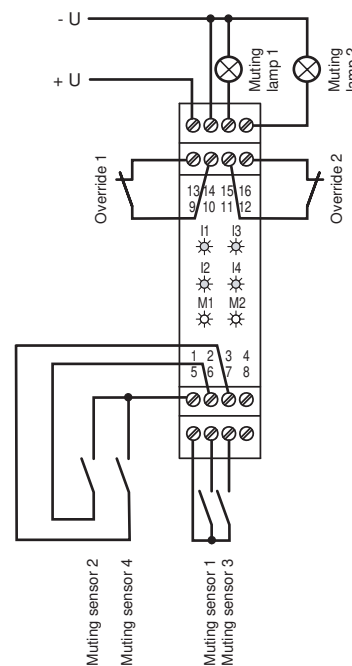 - U
+ U
Muting
lamp 1
Muting
lamp 2
Override 1
Override 2
13 14 15 16
9 10 11 12
I1 I3
I2 I4
M1 M2
1 2 3 4
5 6 7 8
Muting sensor 2
Muting sensor 4
Muting sensor 1
Muting sensor 3